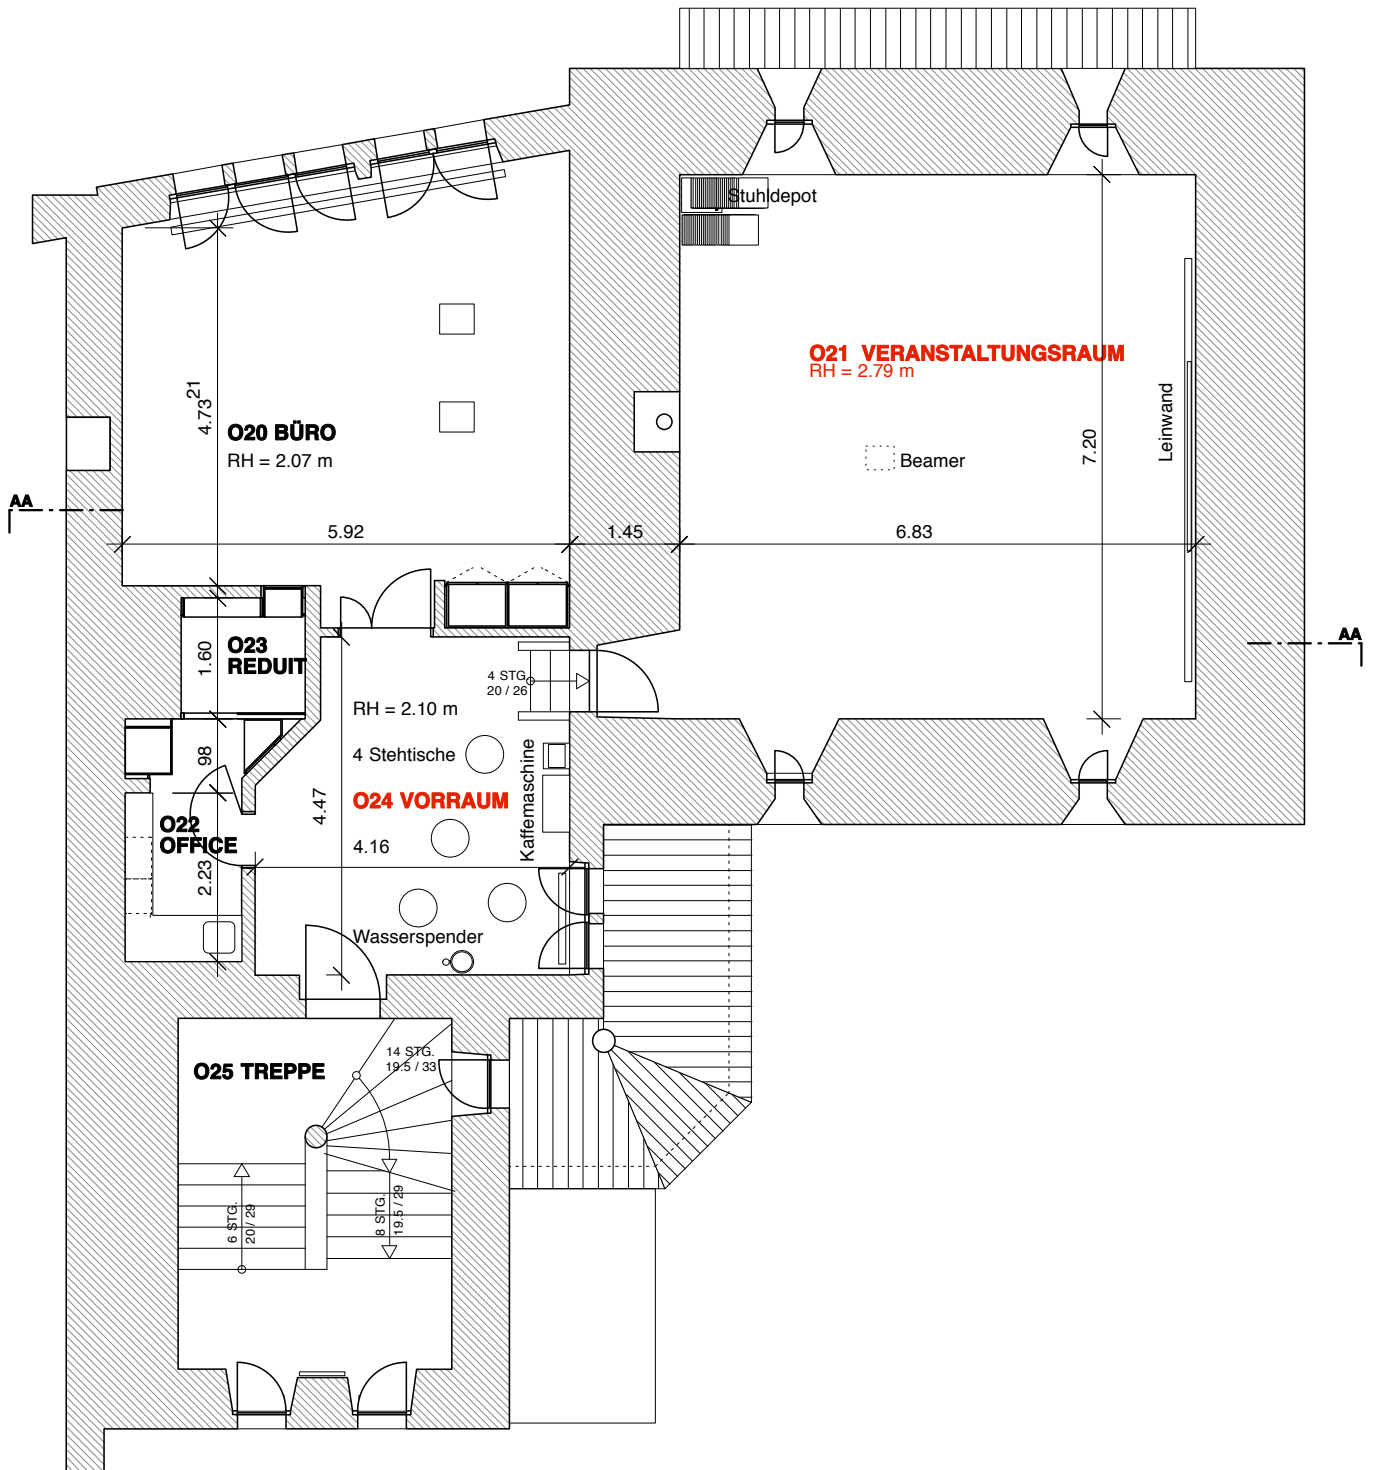 Stuhldepot
O21 VERANSTALTUNGSRAUM
RH = 2.79 m
Leinwand
7.20
Beamer
4.73 21
O20 BÜRO
RH = 2.07 m
AA
5.92
1.45
6.83
AA
1.60
O23
REDUIT
4 STG.
20 / 26
RH = 2.10 m
4 Stehtische
98
O24 VORRAUM
Kaffemaschine
4.47
4.16
O22
OFFICE
2.23
Wasserspender
O25 TREPPE
14 STG.
19.5 / 33
6 STG.
20 / 29
8 STG.
19.5 / 29